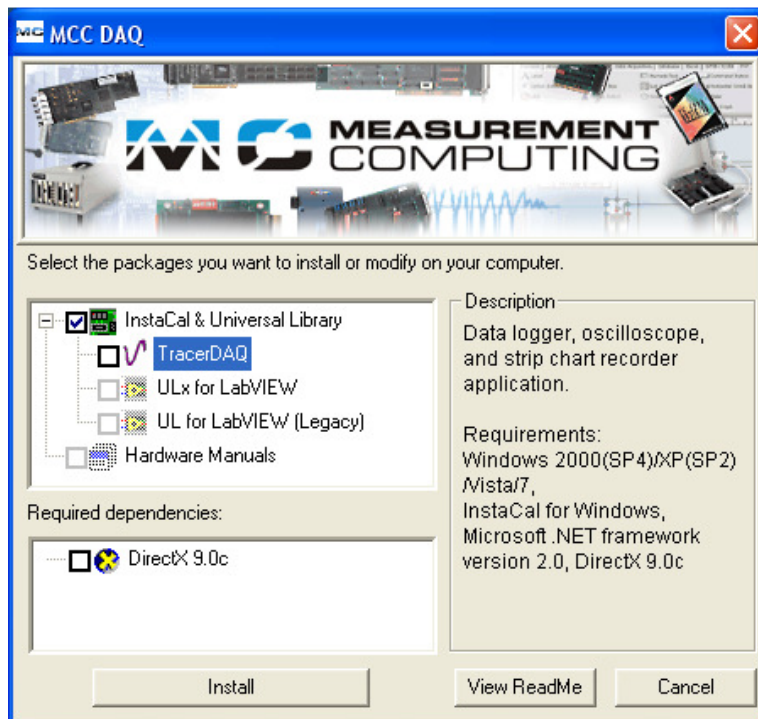 MC MCC DAQ
MC MEASUREMENT
COMPUTING
Select the packages you want to install or modify on your computer.
InstaCal & Universal Library
TracerDAQ
ULx for LabVIEW
UL for LabVIEW (Legacy)
Hardware Manuals
Required dependencies:
DirectX 9.0c
Description
Data logger, oscilloscope,
and strip chart recorder
application.
Requirements:
Windows 2000(SP4)/XP(SP2)
/Vista/7,
InstaCal for Windows,
Microsoft .NET framework
version 2.0, DirectX 9.0c
Install
View ReadMe
Cancel